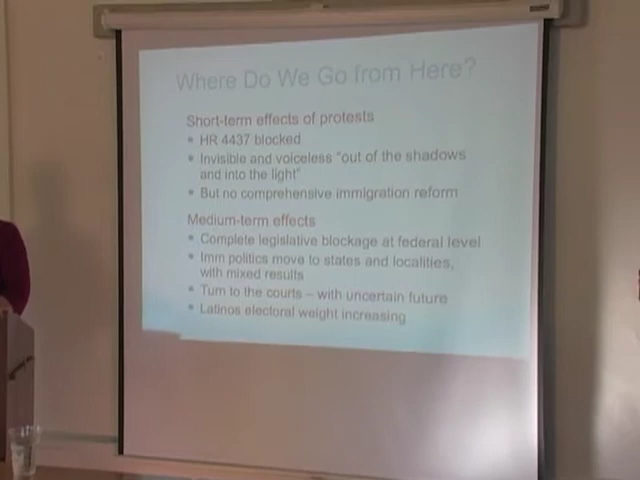 Where Do We Go from Here?
Short-term effects of protests
• HR 4437 blocked
• Invisible and voiceless "out of the shadows
and into the light"
• But no comprehensive immigration reform
Medium-term effects
• Complete legislative blockage at federal level
• Imm politics move to states and localities,
with mixed results
• Turn to the courts – with uncertain future
• Latinos electoral weight increasing